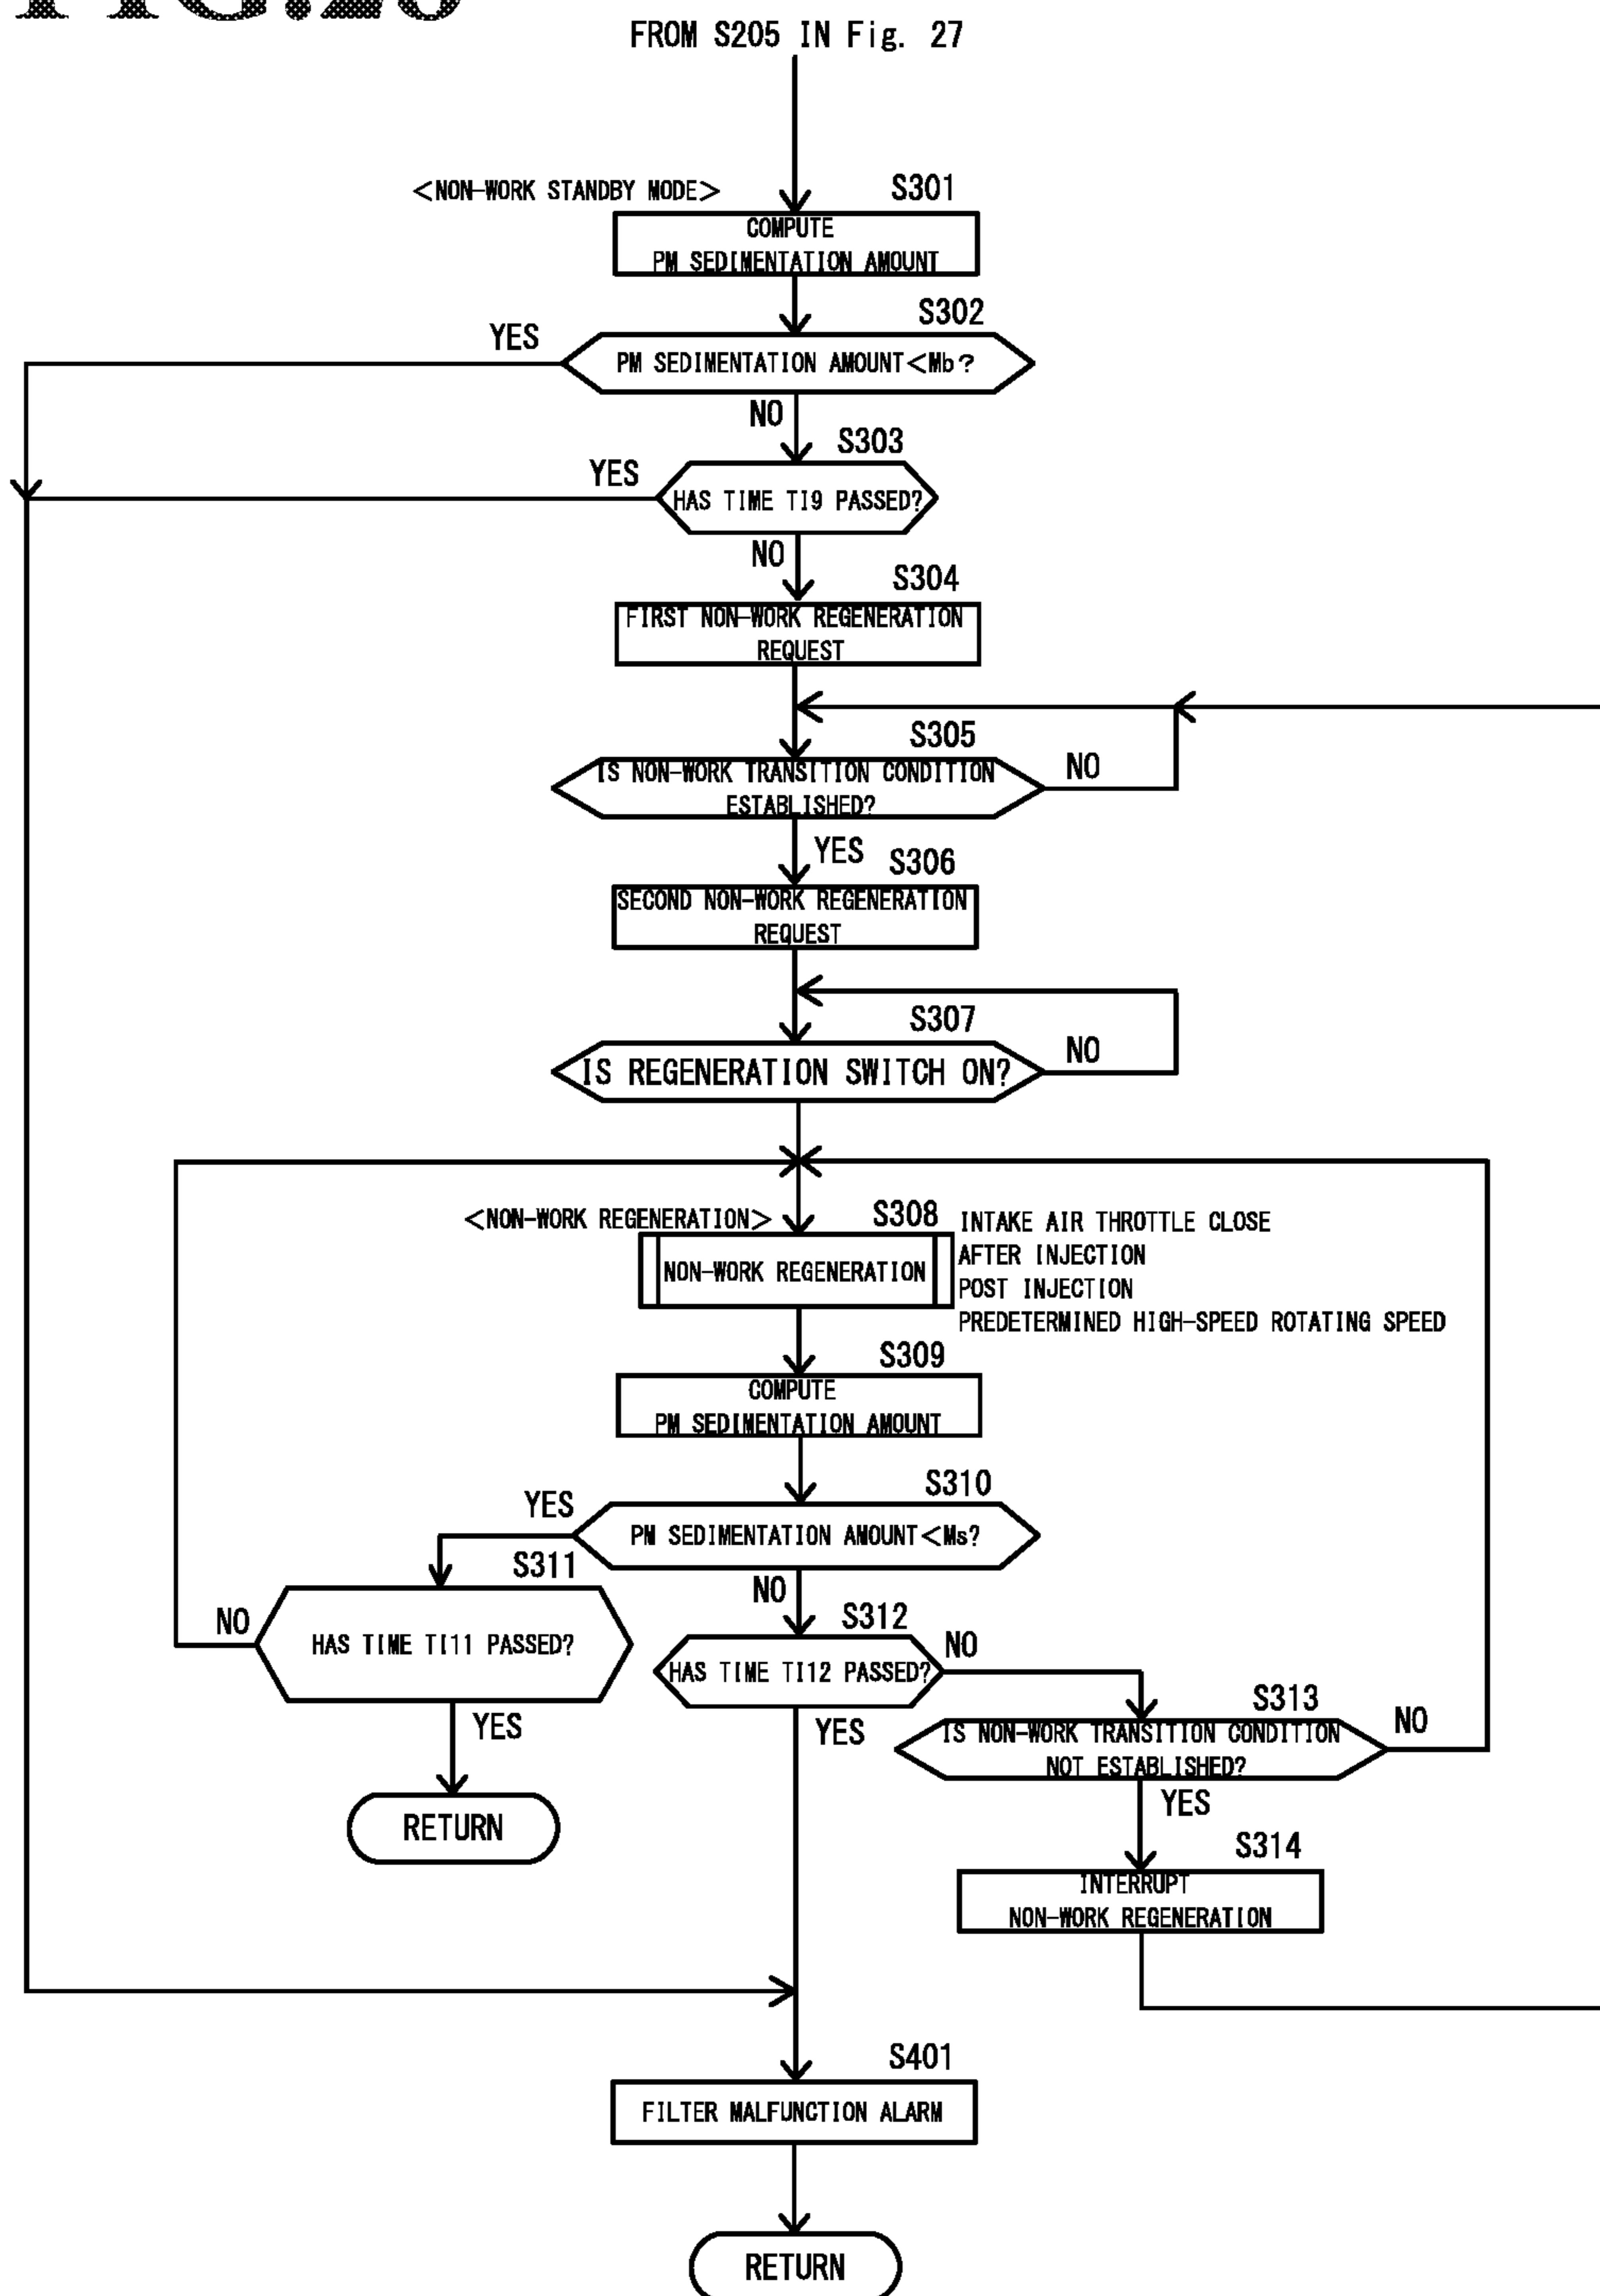 FROM S205 IN Fig. 27
<NON-WORK STANDBY MODE>
S301
COMPUTE
PM SEDIMENTATION AMOUNT
S302
YES
PM SEDIMENTATION AMOUNT<Mb?
NO
S303
YES
HAS TIME TI9 PASSED?
NO
S304
FIRST NON-WORK REGENERATION
REQUEST
S305
IS NON-WORK TRANSITION CONDITION
ESTABLISHED?
NO
YES
S306
SECOND NON-WORK REGENERATION
REQUEST
S307
IS REGENERATION SWITCH ON?
NO
<NON-WORK REGENERATION>
S308
NON-WORK REGENERATION
INTAKE AIR THROTTLE CLOSE
AFTER INJECTION
POST INJECTION
PREDETERMINED HIGH-SPEED ROTATING SPEED
S309
COMPUTE
PM SEDIMENTATION AMOUNT
S310
YES
PM SEDIMENTATION AMOUNT<Ms?
S311
NO
HAS TIME TI11 PASSED?
YES
RETURN
NO
S312
HAS TIME TI12 PASSED?
NO
YES
S313
IS NON-WORK TRANSITION CONDITION
NOT ESTABLISHED?
NO
YES
S314
INTERRUPT
NON-WORK REGENERATION
S401
FILTER MALFUNCTION ALARM
RETURN